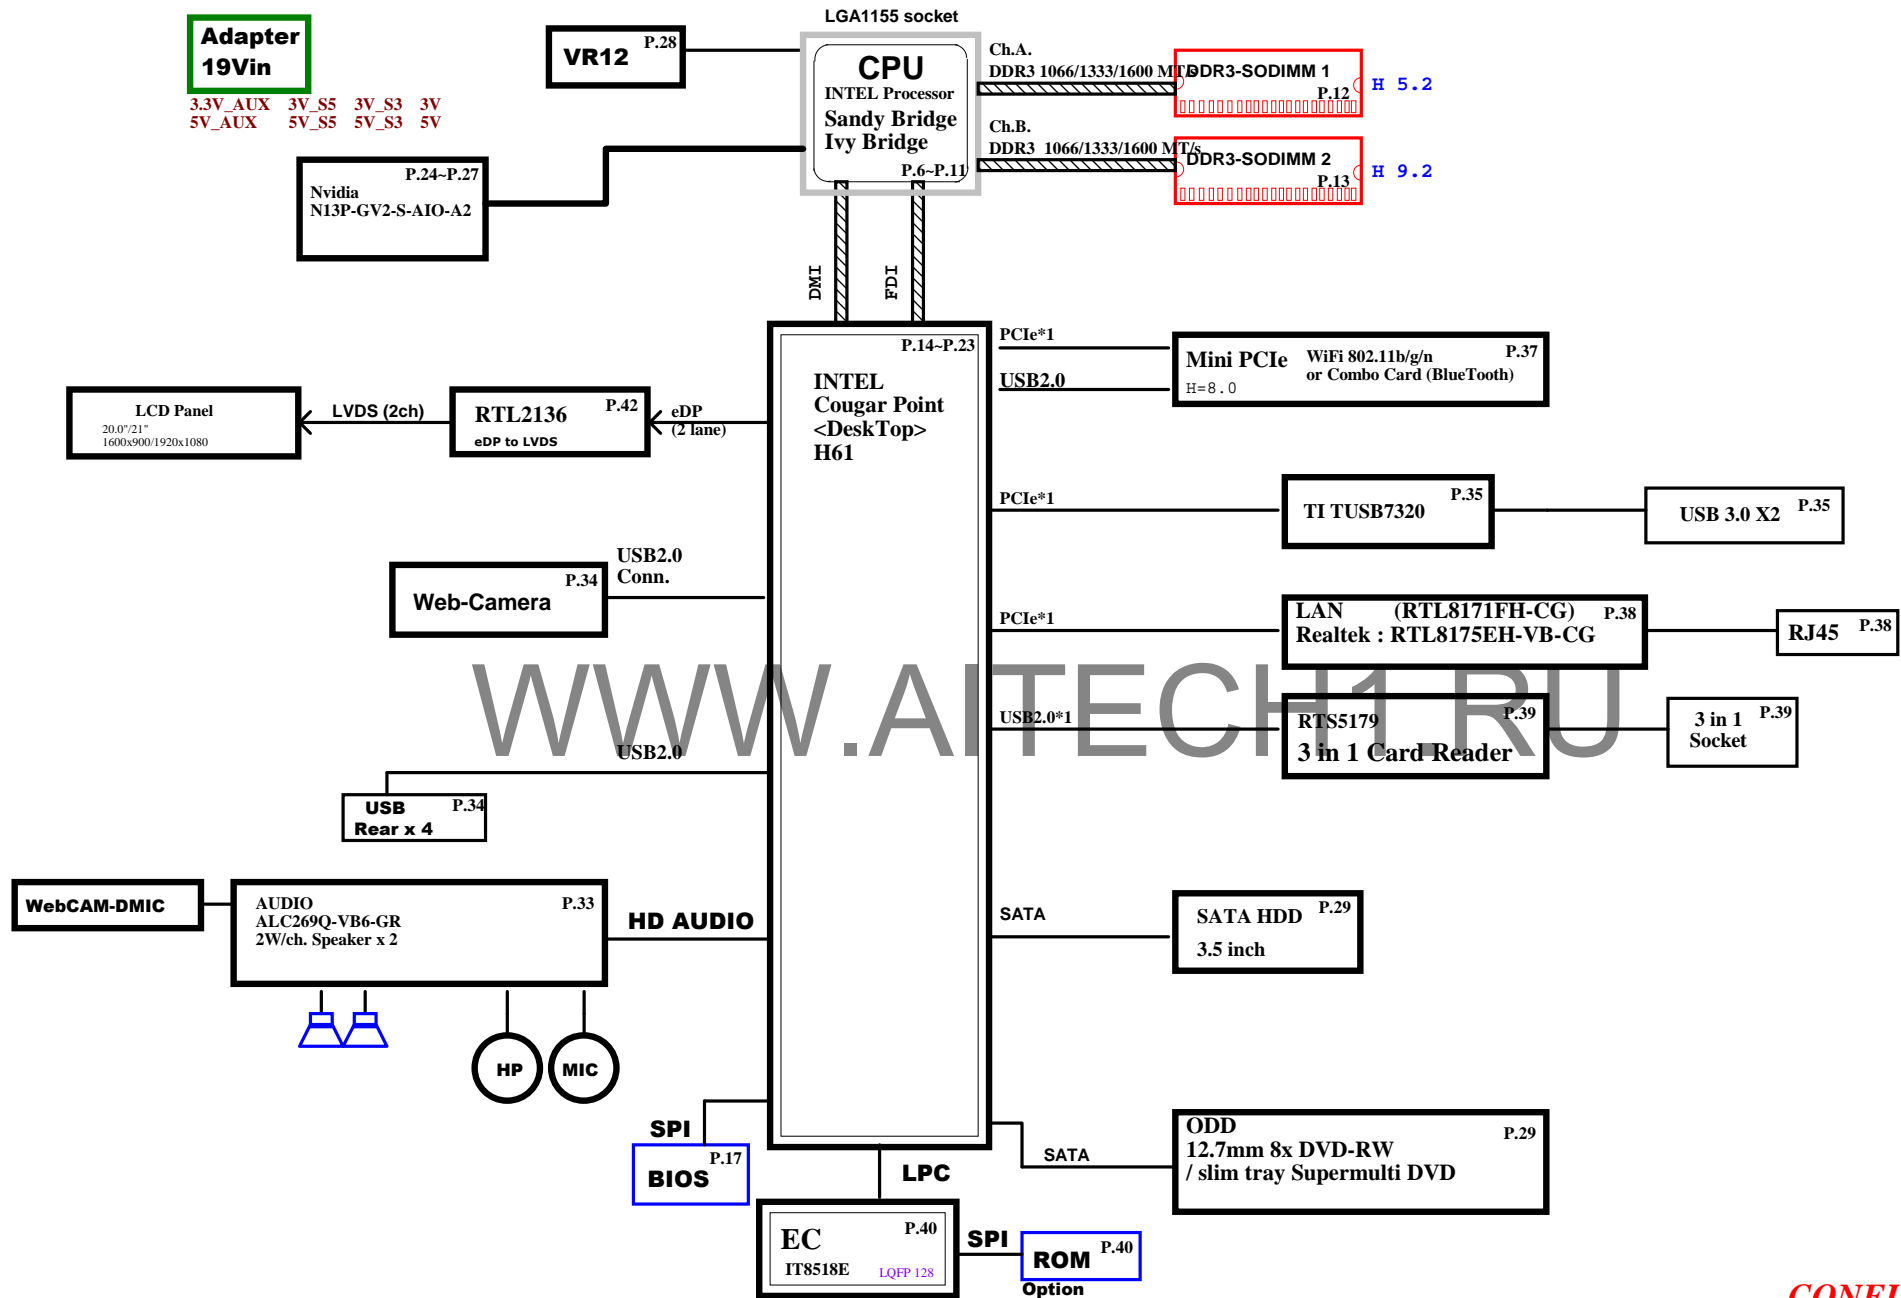 LGA1155 socket
Adapter
19Vin
3.3V_AUX 3V_S5 3V_S3 3V
5V_AUX 5V_S5 5V_S3 5V
VR12
P.28
CPU
INTEL Processor
Sandy Bridge
Ivy Bridge
P.6~P.11
Ch.A.
DDR3 1066/1333/1600 MT/s
DDR3-SODIMM 1
P.12
H 5.2
Ch.B.
DDR3 1066/1333/1600 MT/s
DDR3-SODIMM 2
P.13
H 9.2
P.24~P.27
Nvidia
N13P-GV2-S-AIO-A2
DMI
FDI
P.14~P.23
INTEL
Cougar Point
<DeskTop>
H61
PCIe*1
USB2.0
Mini PCIe
WiFi 802.11b/g/n
or Combo Card (BlueTooth)
P.37
H=8.0
LCD Panel
20.0"/21"
1600x900/1920x1080
LVDS (2ch)
RTL2136
P.42
eDP to LVDS
eDP
(2 lane)
PCIe*1
TI TUSB7320
P.35
USB 3.0 X2
P.35
USB2.0
Conn.
Web-Camera
P.34
PCIe*1
LAN (RTL8171FH-CG)
P.38
Realtek : RTL8175EH-VB-CG
RJ45
P.38
WWW.AITECH1.RU
USB2.0*1
RTS5179
P.39
3 in 1 Card Reader
3 in 1
Socket
P.39
USB2.0
USB
Rear x 4
P.34
WebCAM-DMIC
AUDIO
ALC269Q-VB6-GR
2W/ch. Speaker x 2
P.33
HD AUDIO
SATA
SATA HDD
P.29
3.5 inch
HP
MIC
SPI
BIOS
P.17
LPC
SATA
ODD
P.29
12.7mm 8x DVD-RW
/ slim tray Supermulti DVD
EC
P.40
IT8518E
LQFP 128
SPI
ROM
P.40
Option